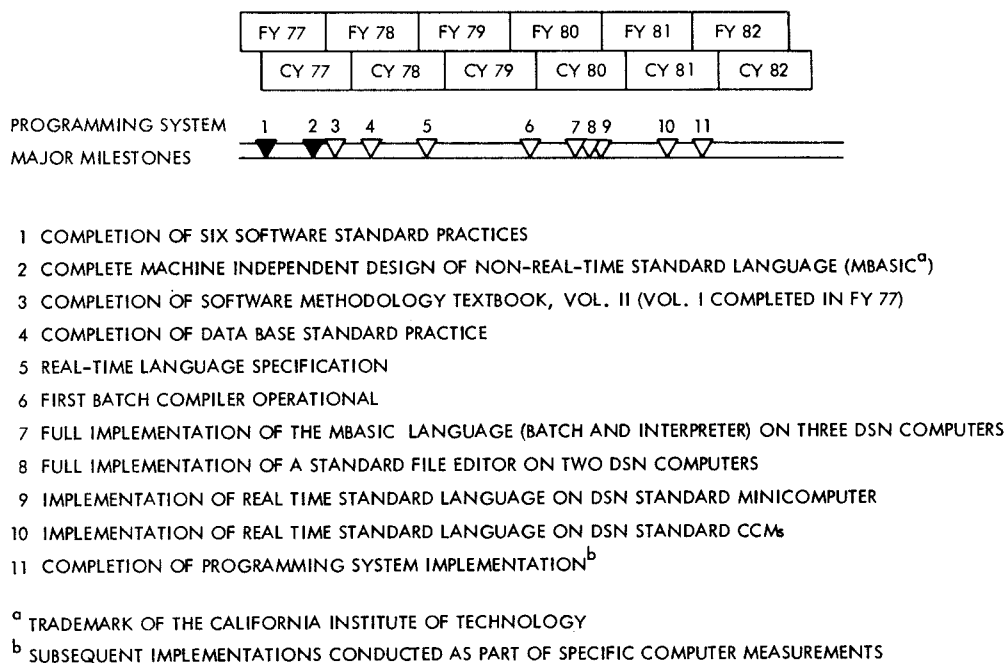 FY 77 FY 78 FY 79 FY 80 FY 81 FY 82
CY 77 CY 78 CY 79 CY 80 CY 81 CY 82
PROGRAMMING SYSTEM 1 2 3 4 5 6 7 8 9 10 11
MAJOR MILESTONES
1 COMPLETION OF SIX SOFTWARE STANDARD PRACTICES
2 COMPLETE MACHINE INDEPENDENT DESIGN OF NON-REAL-TIME STANDARD LANGUAGE (MBASICa)
3 COMPLETION OF SOFTWARE METHODOLOGY TEXTBOOK, VOL. II (VOL. I COMPLETED IN FY 77)
4 COMPLETION OF DATA BASE STANDARD PRACTICE
5 REAL-TIME LANGUAGE SPECIFICATION
6 FIRST BATCH COMPILER OPERATIONAL
7 FULL IMPLEMENTATION OF THE MBASIC LANGUAGE (BATCH AND INTERPRETER) ON THREE DSN COMPUTERS
8 FULL IMPLEMENTATION OF A STANDARD FILE EDITOR ON TWO DSN COMPUTERS
9 IMPLEMENTATION OF REAL TIME STANDARD LANGUAGE ON DSN STANDARD MINICOMPUTER
10 IMPLEMENTATION OF REAL TIME STANDARD LANGUAGE ON DSN STANDARD CCMs
11 COMPLETION OF PROGRAMMING SYSTEM IMPLEMENTATIONb
a TRADEMARK OF THE CALIFORNIA INSTITUTE OF TECHNOLOGY
b SUBSEQUENT IMPLEMENTATIONS CONDUCTED AS PART OF SPECIFIC COMPUTER MEASUREMENTS